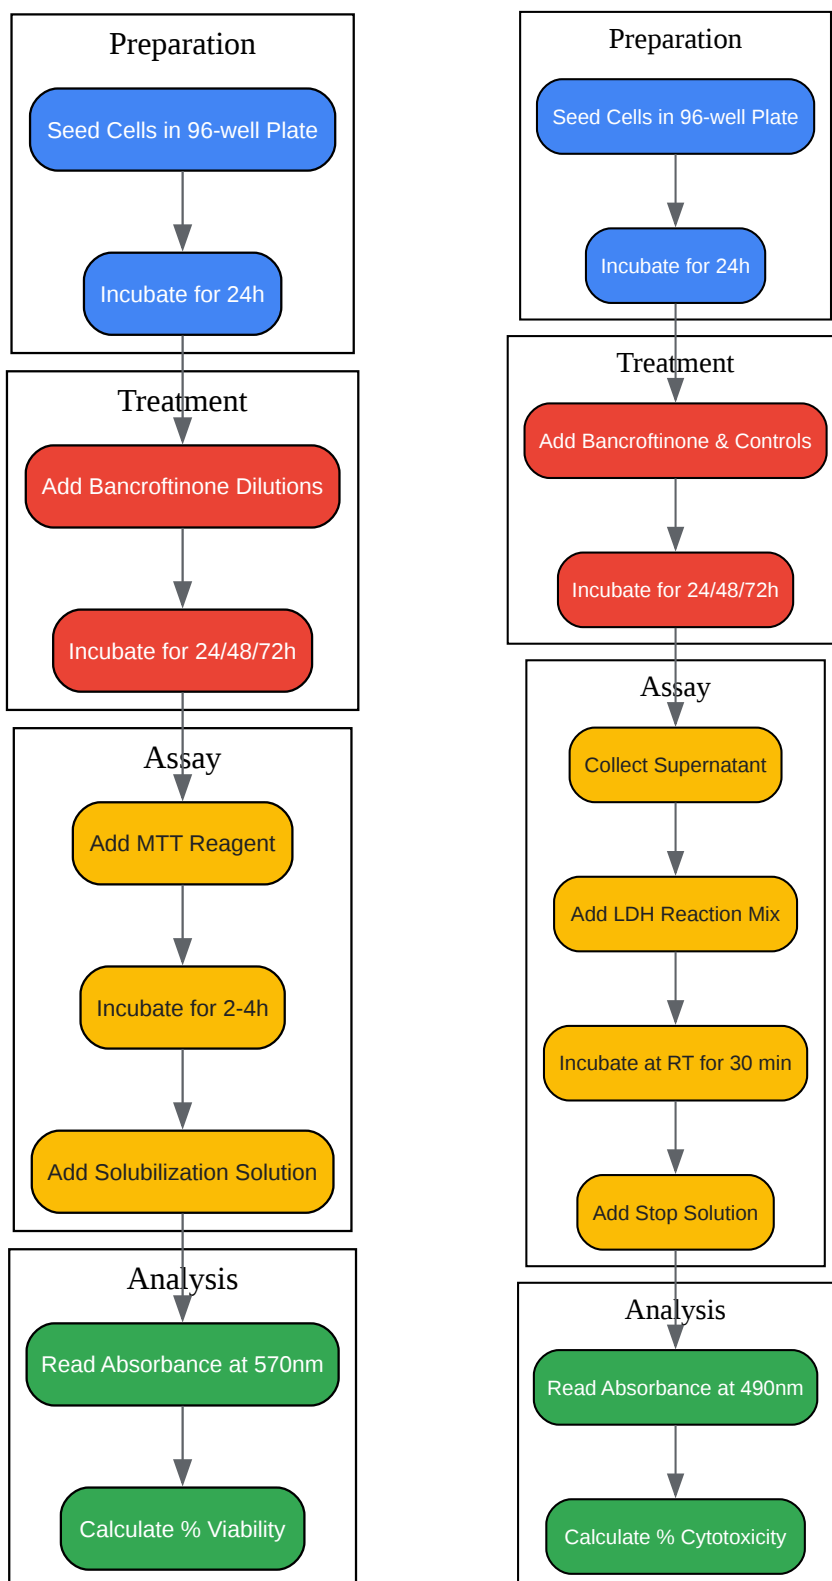 Preparation
Seed Cells in 96-well Plate
Incubate for 24h
Treatment
Add Bancroftinone Dilutions
Incubate for 24/48/72h
Assay
Add MTT Reagent
Incubate for 2-4h
Add Solubilization Solution
Analysis
Read Absorbance at 570nm
Calculate % Viability
Preparation
Seed Cells in 96-well Plate
Incubate for 24h
Treatment
Add Bancroftinone & Controls
Incubate for 24/48/72h
Assay
Collect Supernatant
Add LDH Reaction Mix
Incubate at RT for 30 min
Add Stop Solution
Analysis
Read Absorbance at 490nm
Calculate % Cytotoxicity